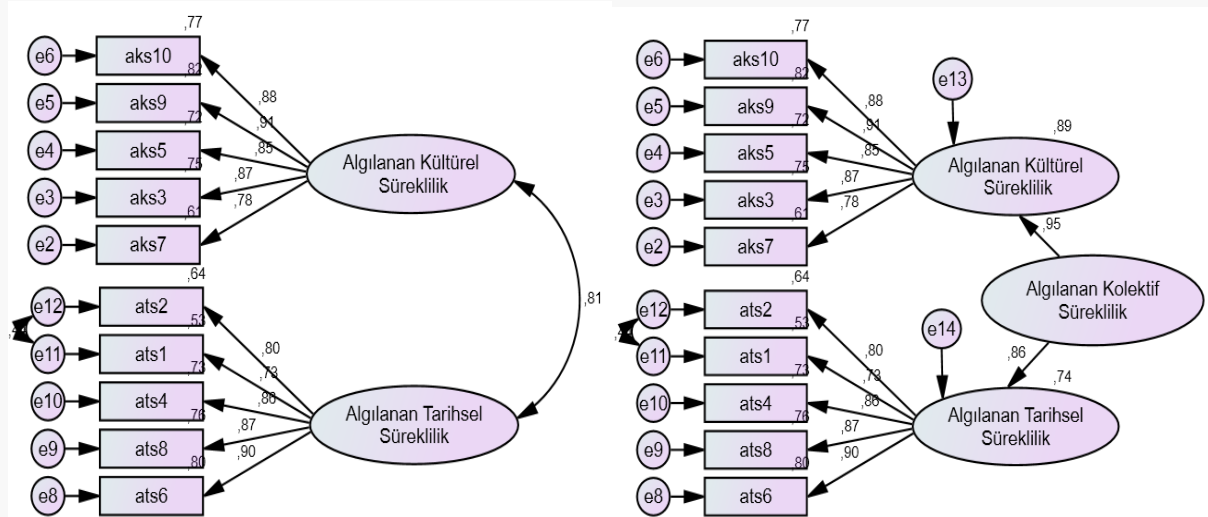 ,77
e6 aks10
,82
,88
e5 aks9
,72
,91
e4 aks5
,85
,75
e3 aks3
,87
,61
,78
e2 aks7
Algılanan Kültürel
Süreklilik
,81
,64
e12 ats2
,53
,80
e11 ats1
,73
,73
e10 ats4
,86
,76
e9 ats8
,87
,80
,90
e8 ats6
Algılanan Tarihsel
Süreklilik
,77
e6 aks10
,82
,88
e5 aks9
,72
,91
e4 aks5
,85
,75
e3 aks3
,87
,61
,78
e2 aks7
e13
,89
Algılanan Kültürel
Süreklilik
,95
Algılanan Kolektif
Süreklilik
,64
e12 ats2
,53
,80
e11 ats1
,73
,73
e10 ats4
,86
,76
e9 ats8
,87
,80
,90
e8 ats6
e14
,86
,74
Algılanan Tarihsel
Süreklilik